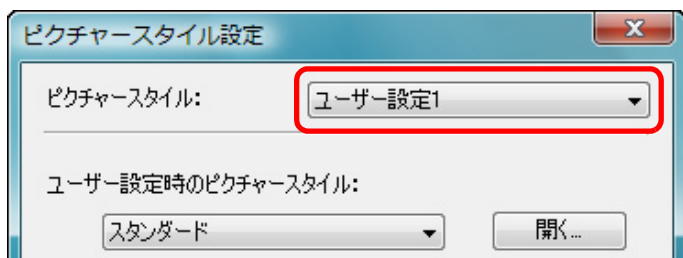 ピクチャースタイル設定
ピクチャースタイル: ユーザー設定1
ユーザー設定時のピクチャースタイル:
スタンダード 開く...